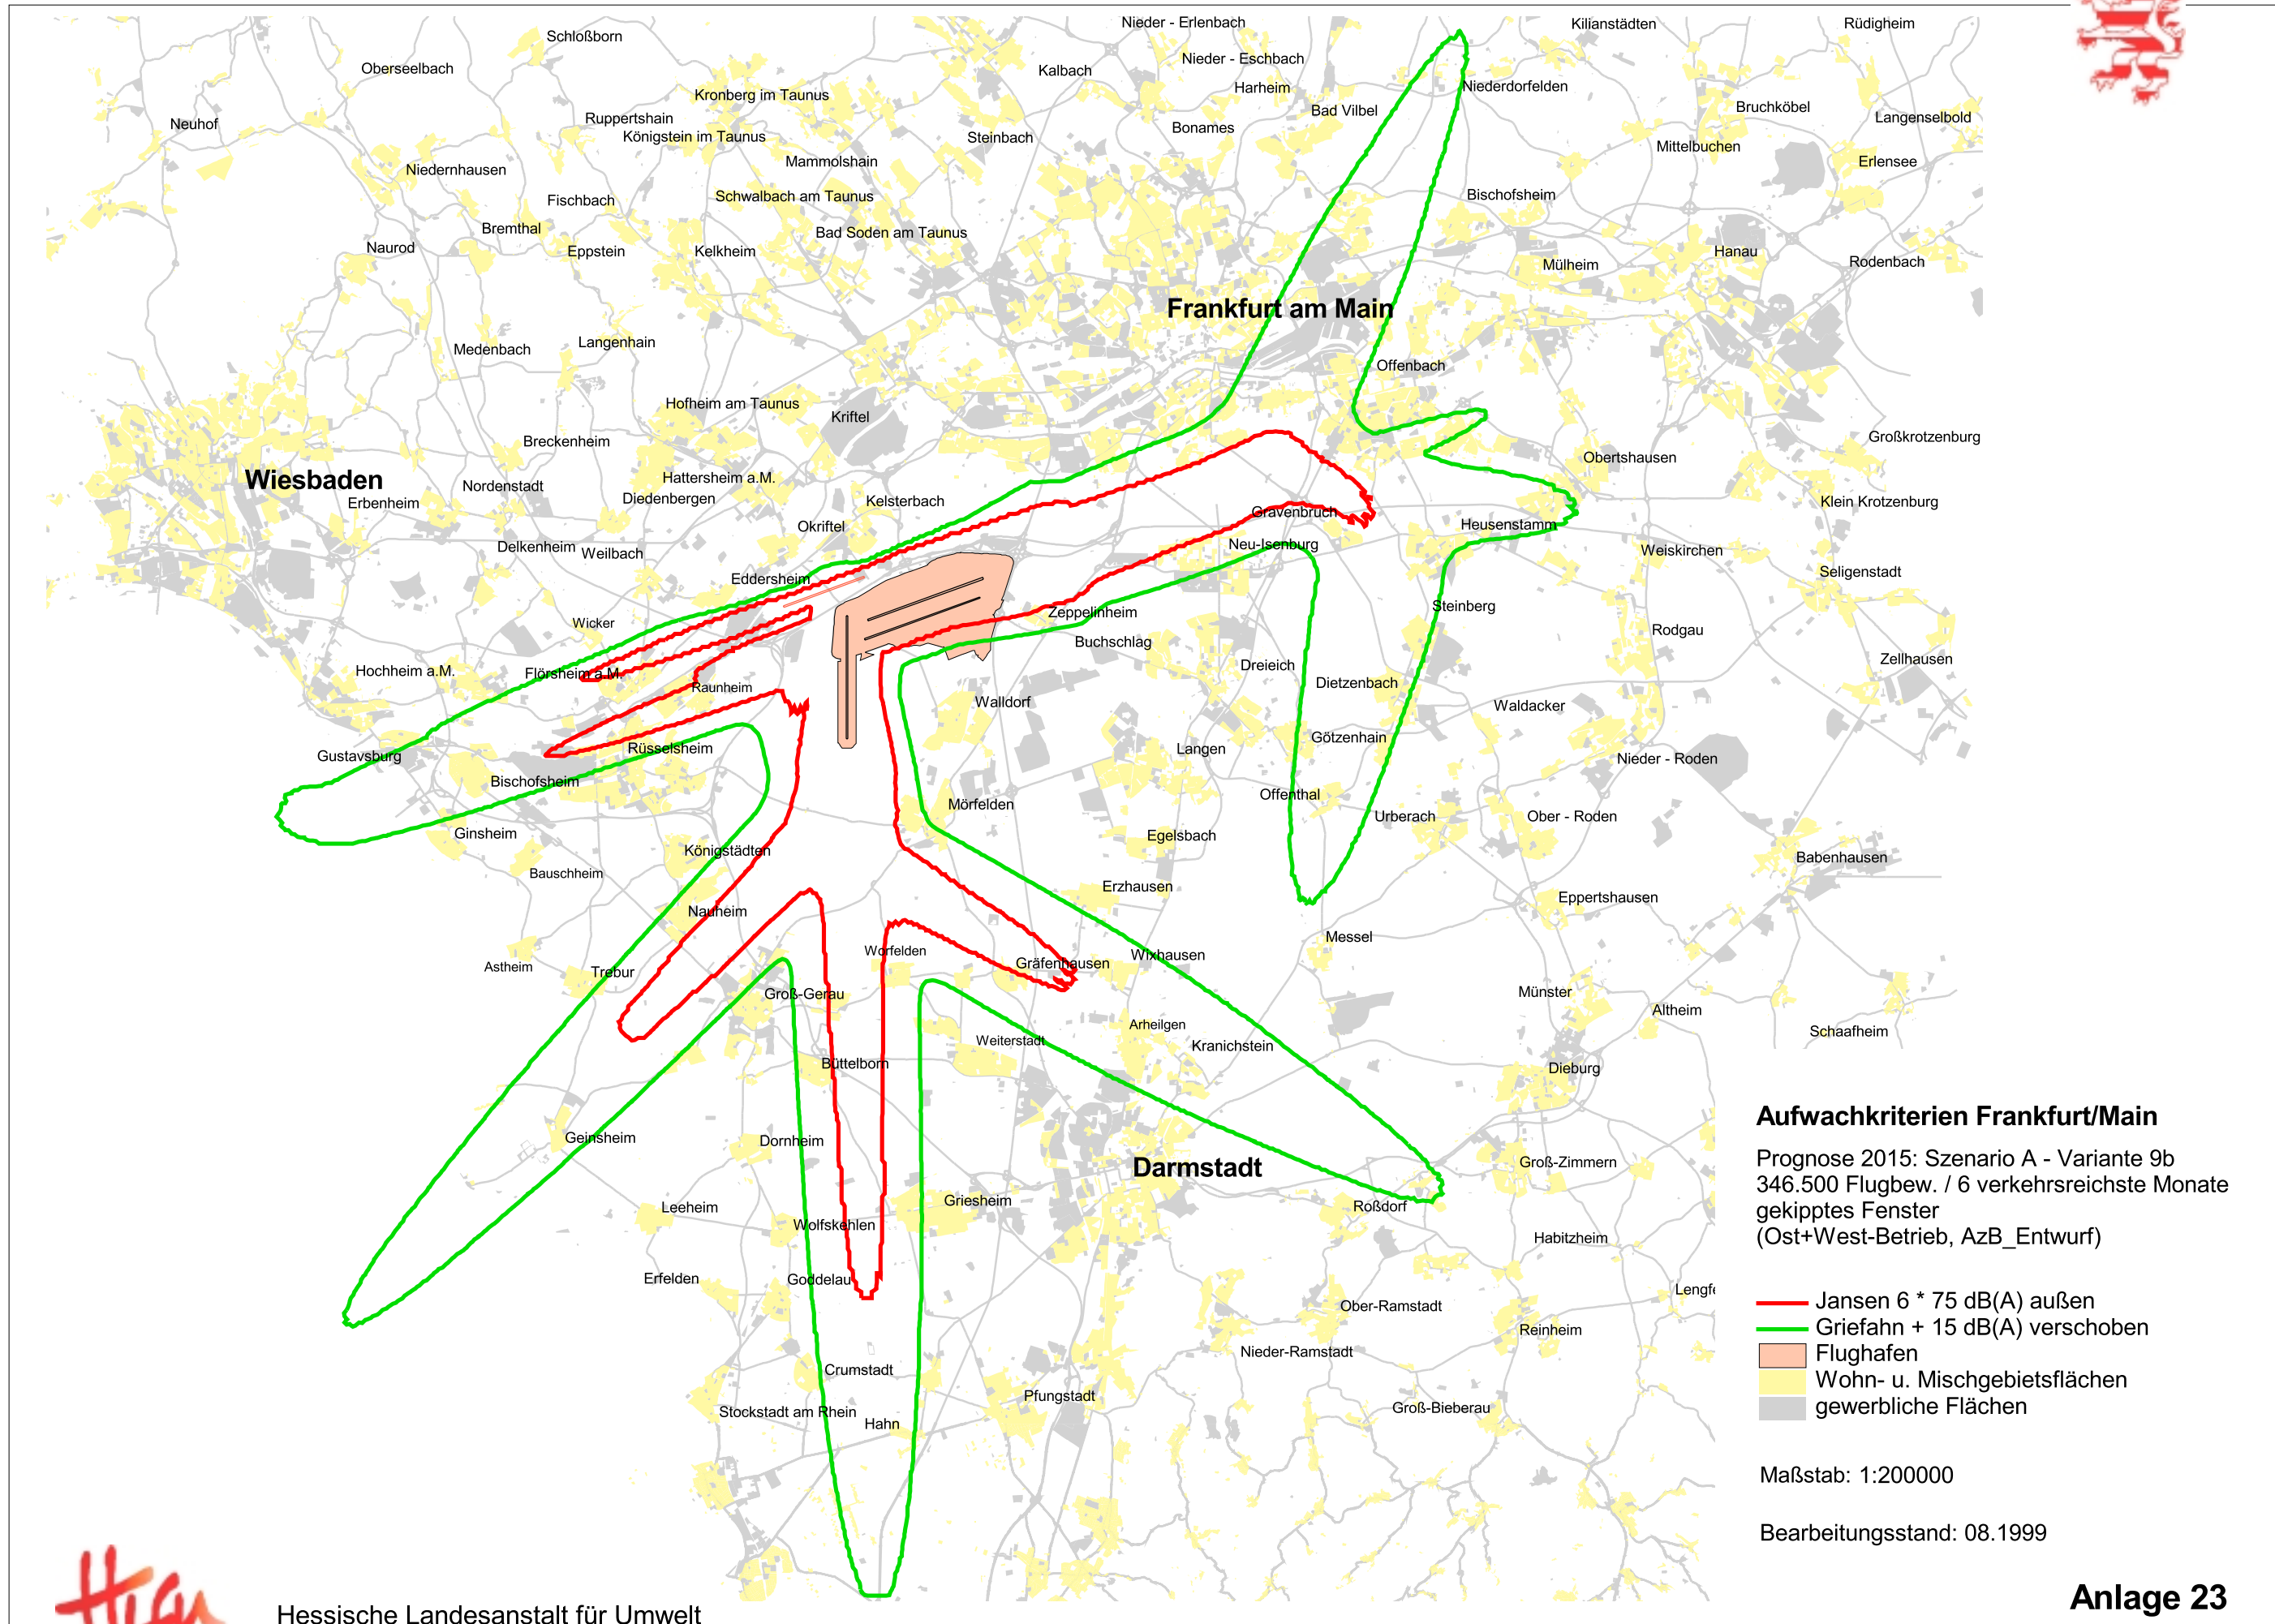 Nieder - Erlenbach
Kilianstädten
Rüdigheim
Schloßborn
Oberseelbach
Kalbach
Nieder - Eschbach
Harheim
Niederdorfelden
Kronberg im Taunus
Bad Vilbel
Bruchköbel
Langenselbold
Neuhof
Ruppertshain
Königstein im Taunus
Steinbach
Bonames
Mittelbuchen
Erlensee
Mammolshain
Niedernhausen
Fischbach
Schwalbach am Taunus
Bischofsheim
Bremthal
Bad Soden am Taunus
Naurod
Eppstein
Kelkheim
Hanau
Mülheim
Rodenbach
Frankfurt am Main
Medenbach
Langenhain
Offenbach
Hofheim am Taunus
Kriftel
Breckenheim
Großkrotzenburg
Obertshausen
Wiesbaden
Hattersheim a.M.
Nordenstadt
Diedenbergen
Erbenheim
Kelsterbach
Klein Krotzenburg
Okriftel
Gravenbruch
Heusenstamm
Delkenheim
Weilbach
Neu-Isenburg
Weiskirchen
Eddersheim
Seligenstadt
Steinberg
Zeppelinheim
Wicker
Buchschlag
Rodgau
Hochheim a.M.
Flörsheim a.M.
Raunheim
Dreieich
Zellhausen
Dietzenbach
Walldorf
Waldacker
Gustavsburg
Rüsselsheim
Langen
Götzenhain
Nieder - Roden
Bischofsheim
Offenthal
Mörfelden
Urberach
Ober - Roden
Ginsheim
Egelsbach
Königstädten
Babenhausen
Bauschheim
Erzhausen
Eppertshausen
Nauheim
Messel
Worfelden
Wixhausen
Astheim
Trebur
Gräfenhausen
Groß-Gerau
Münster
Altheim
Arheilgen
Schaafheim
Weiterstadt
Kranichstein
Büttelborn
Dieburg
Geinsheim
Dornheim
Darmstadt
Groß-Zimmern
Leeheim
Griesheim
Roßdorf
Wolfskehlen
Habitzheim
Erfelden
Goddelau
Lengfe
Ober-Ramstadt
Reinheim
Nieder-Ramstadt
Crumstadt
Pfungstadt
Stockstadt am Rhein
Groß-Bieberau
Hahn
Aufwachkriterien Frankfurt/Main
Prognose 2015: Szenario A - Variante 9b
346.500 Flugbew. / 6 verkehrsreichste Monate
gekipptes Fenster
(Ost+West-Betrieb, AzB_Entwurf)
Jansen 6 * 75 dB(A) außen
Griefahn + 15 dB(A) verschoben
Flughafen
Wohn- u. Mischgebietsflächen
gewerbliche Flächen
Maßstab: 1:200000
Bearbeitungsstand: 08.1999
Anlage 23
Hessische Landesanstalt für Umwelt